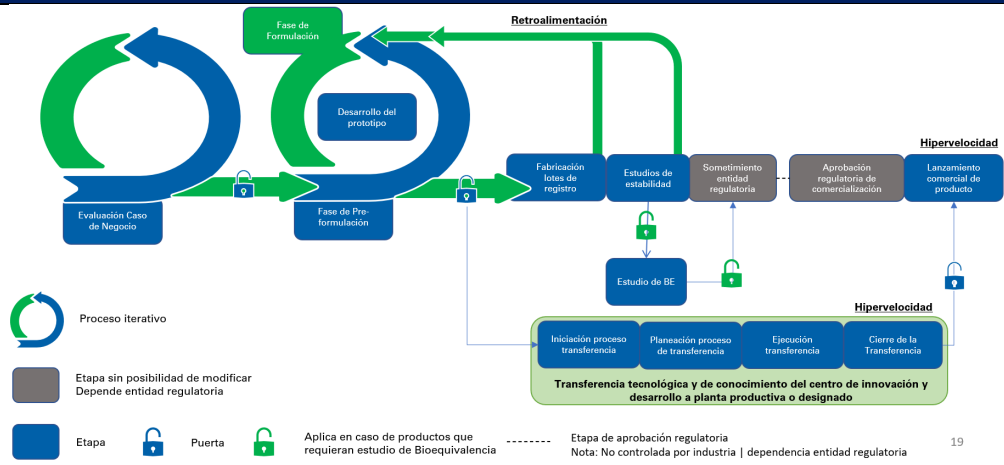 Fase de
Formulación
Retroalimentación
Desarrollo del
prototipo
Hipervelocidad
Evaluación Caso
de Negocio
Fase de Pre-
formulación
Fabricación
lotes de
registro
Estudios de
estabilidad
Sometimiento
entidad
regulatoria
Aprobación
regulatoria de
comercialización
Lanzamiento
comercial de
producto
Estudio de BE
Hipervelocidad
Iniciación proceso
transferencia
Planeación proceso
de transferencia
Ejecución
transferencia
Cierre de la
Transferencia
Transferencia tecnológica y de conocimiento del centro de innovación y
desarrollo a planta productiva o designado
Proceso iterativo
Etapa sin posibilidad de modificar
Depende entidad regulatoria
Etapa
Puerta
Aplica en caso de productos que
requieran estudio de Bioequivalencia
Etapa de aprobación regulatoria
Nota: No controlada por industria | dependencia entidad regulatoria
19